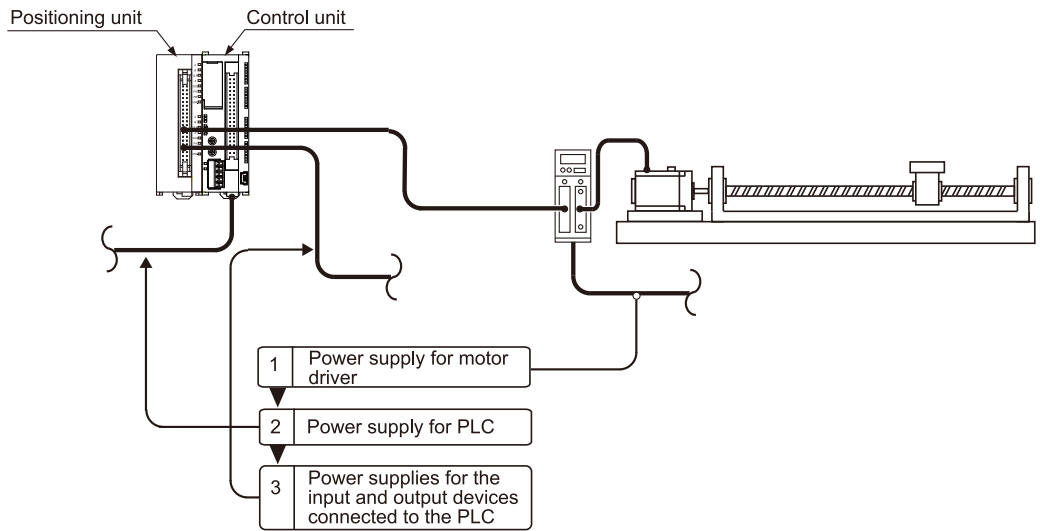 Positioning unit
Control unit
1
Power supply for motor
driver
2
Power supply for PLC
3
Power supplies for the
input and output devices
connected to the PLC